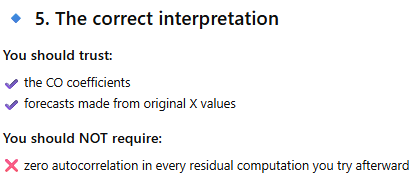 🔹 5. The correct interpretation
You should trust:
✔ the CO coefficients
✔ forecasts made from original X values
You should NOT require:
❌ zero autocorrelation in every residual computation you try afterward